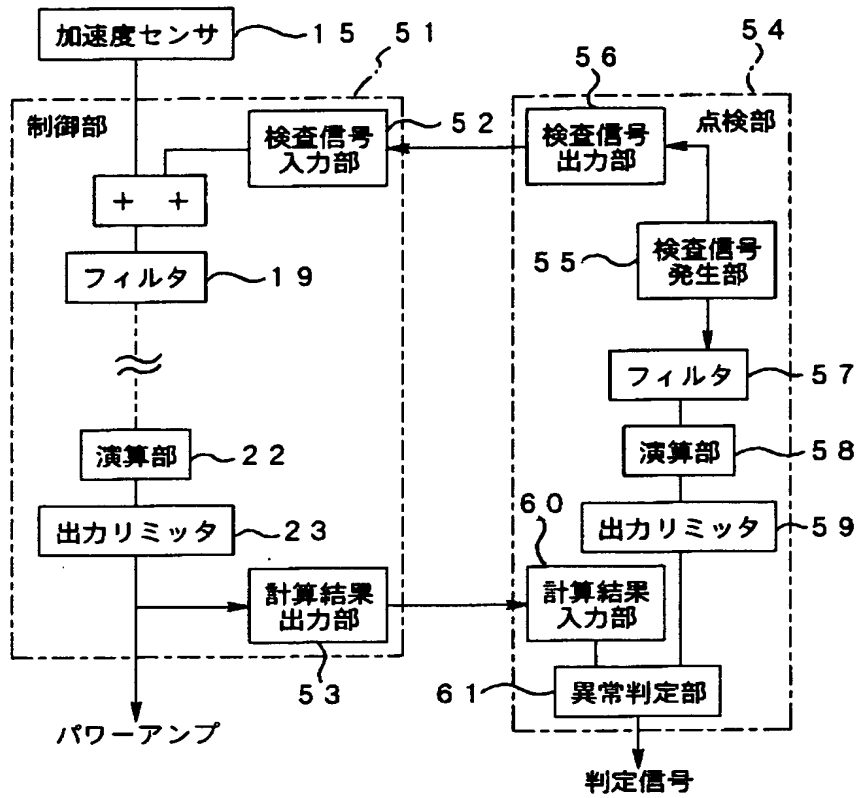 加速度センサ
15
51
56
54
制御部
検査信号
入力部
52
検査信号
出力部
点検部
+ +
フィルタ
19
55
検査信号
発生部
フィルタ
57
演算部
22
演算部
58
出力リミッタ
23
60
出力リミッタ
59
計算結果
出力部
53
計算結果
入力部
61
異常判定部
パワーアンプ
判定信号